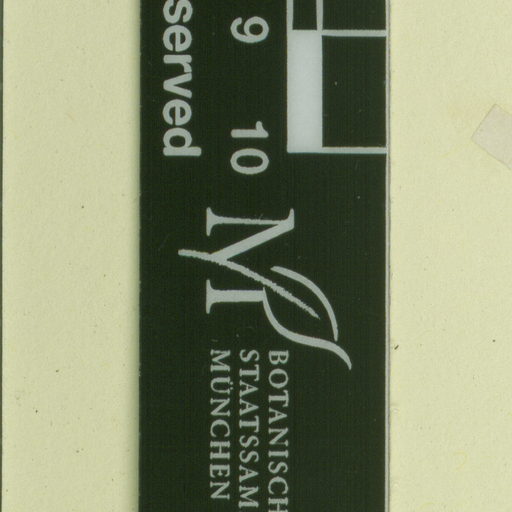 served
9 10
M
BOTANISCH
STAATSSAM
MÜNCHEN